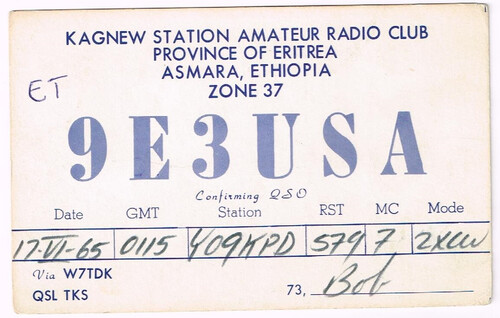 KAGNEW STATION AMATEUR RADIO CLUB
PROVINCE OF ERITREA
ASMARA, ETHIOPIA
ZONE 37
ET
9E3USA
Confirming QSO
Date GMT Station RST MC Mode
17-VI-65 0115 YO9KPD 579 7 2XCW
Via W7TDK
QSL TKS 73, Bob